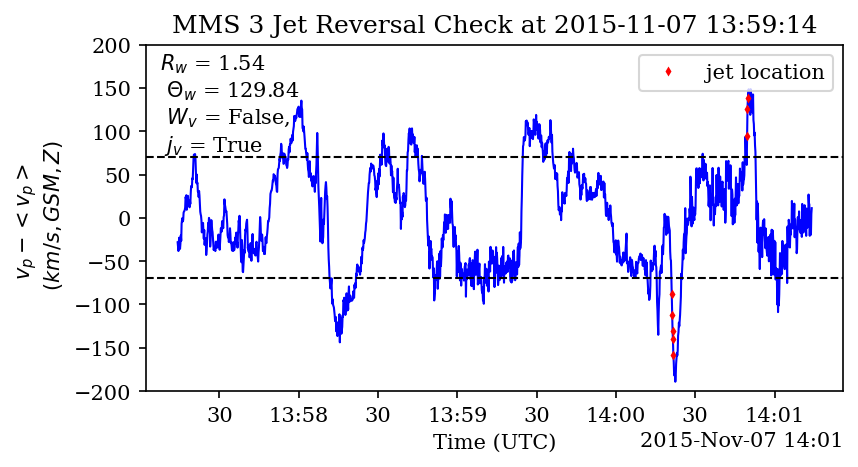 MMS 3 Jet Reversal Check at 2015-11-07 13:59:14
R_w = 1.54
Θ_w = 129.84
W_v = False,
j_v = True
jet location
v_p − < v_p >
(km/s, GSM, Z)
200
150
100
50
0
−50
−100
−150
−200
30
13:58
30
13:59
30
14:00
30
14:01
Time (UTC)
2015-Nov-07 14:01